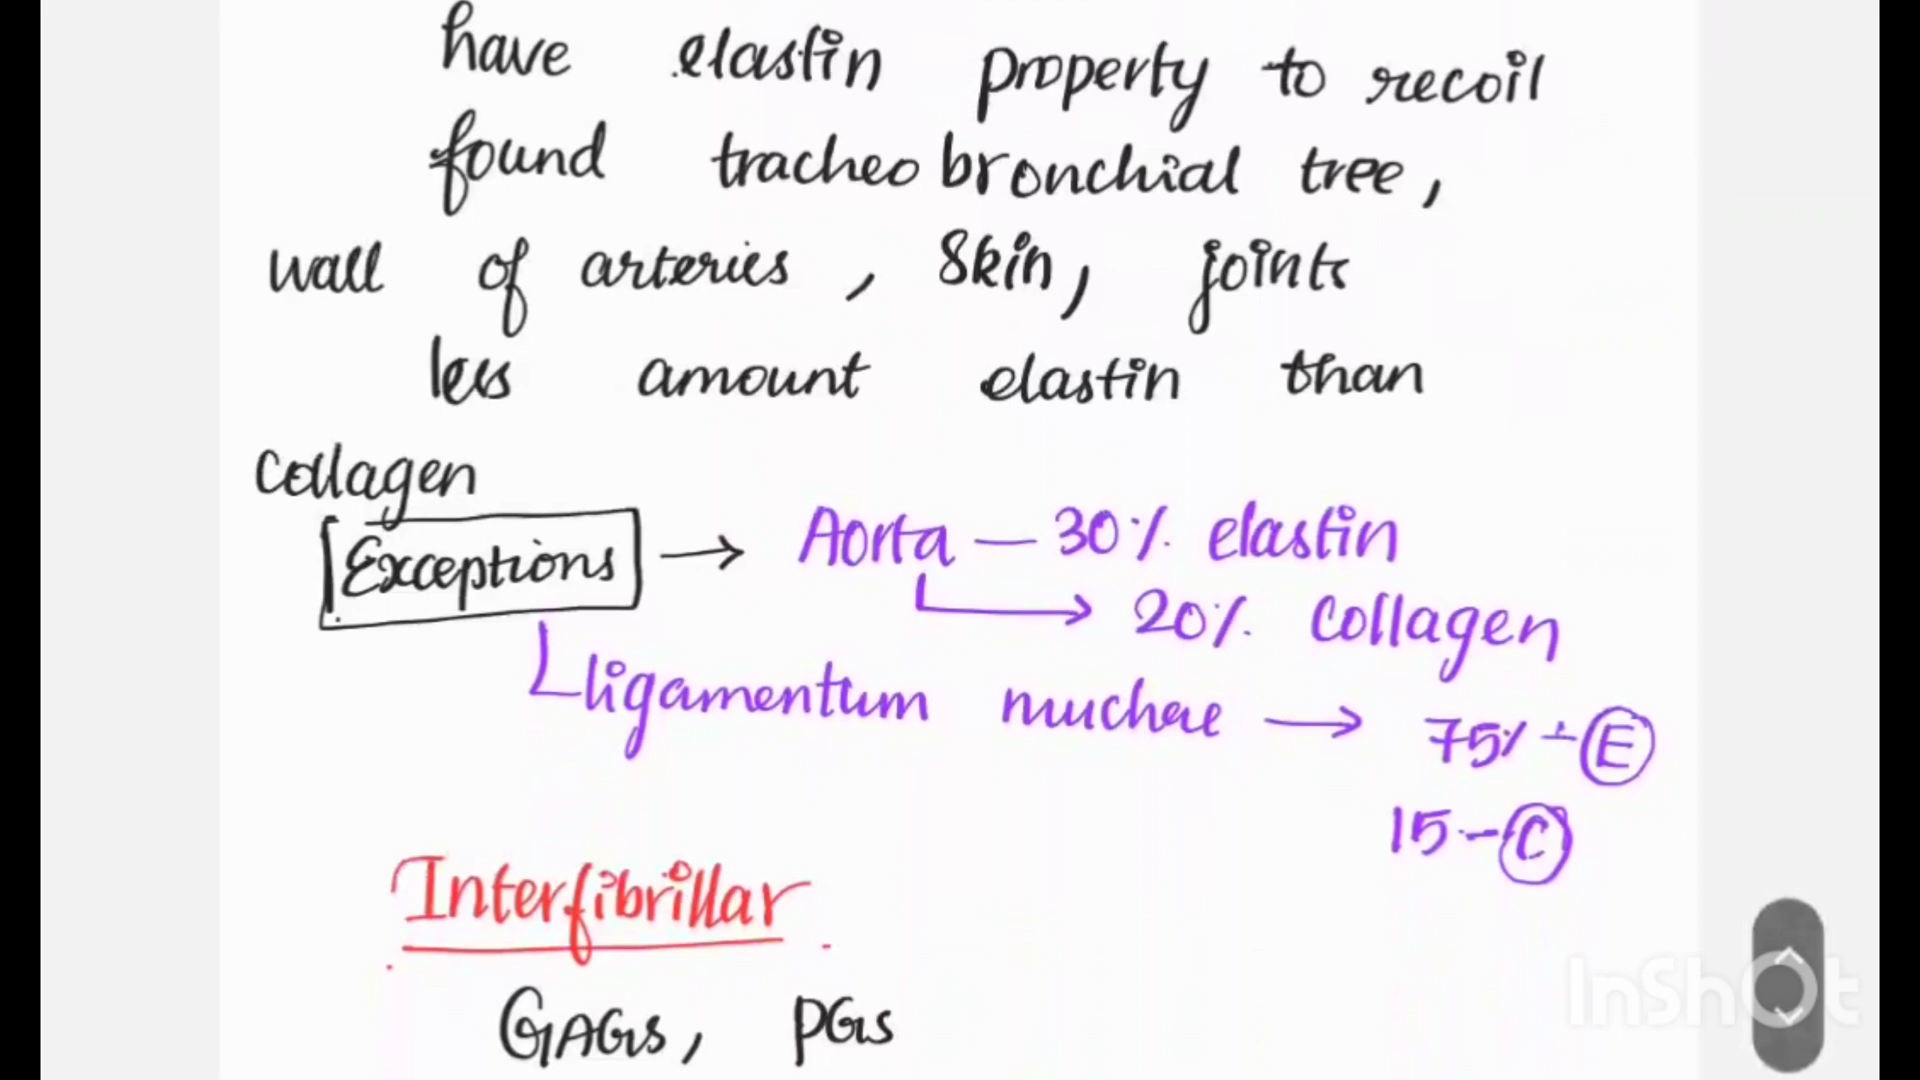 have elastin property to recoil
found tracheobronchial tree,
wall of arteries, Skin, joints
less amount elastin than
Collagen
Exceptions → Aorta — 30% elastin
→ 20% Collagen
ligamentum nuchae → 75% - E
15 - C
Interfibrillar
GAGs, PGs
InShOt